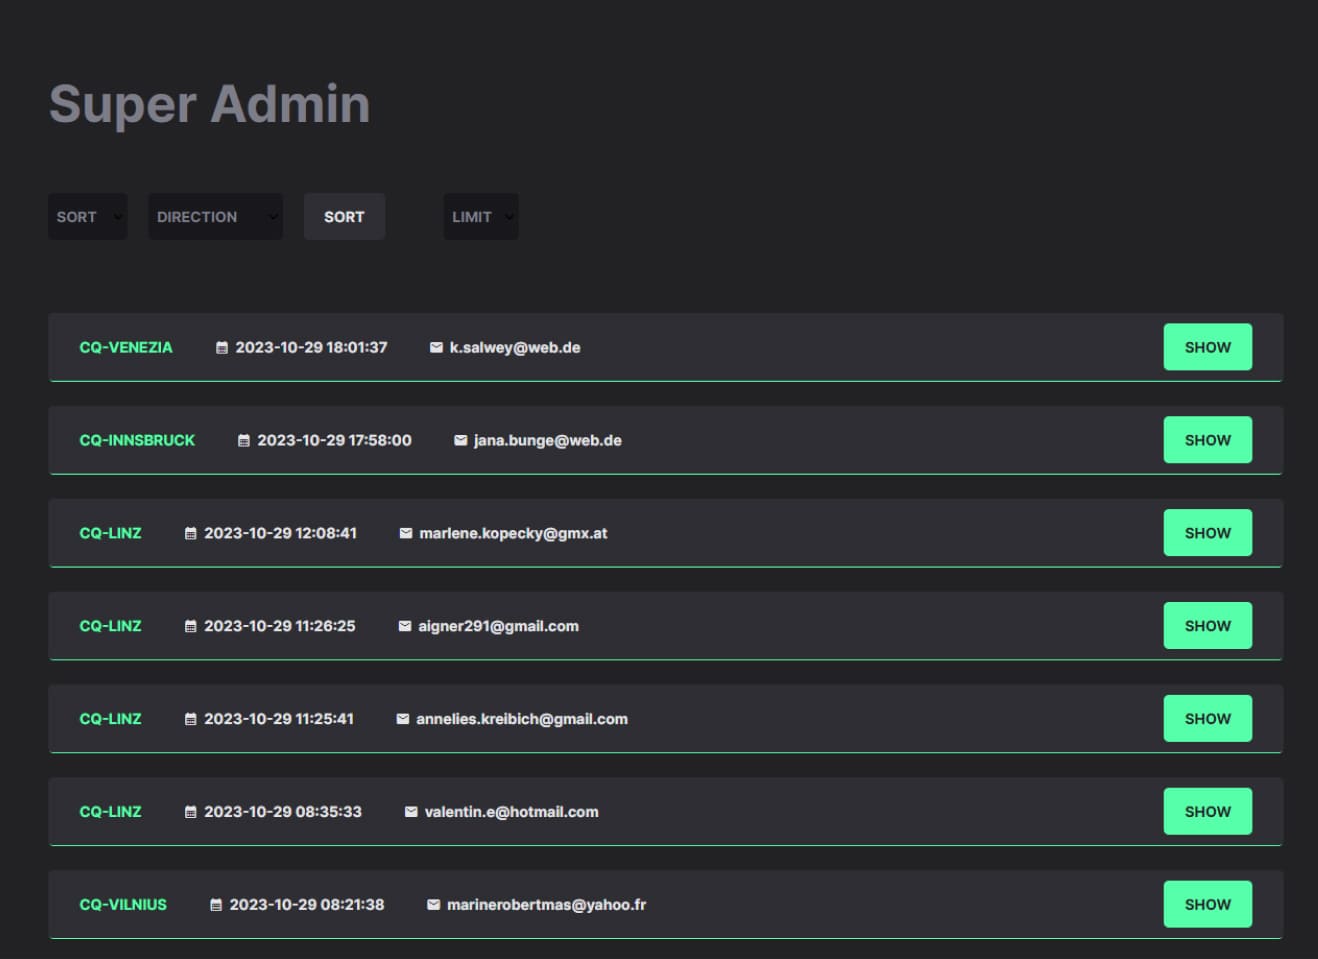 Super Admin
SORT DIRECTION SORT LIMIT
CQ-VENEZIA 2023-10-29 18:01:37 k.salwey@web.de SHOW
CQ-INNSBRUCK 2023-10-29 17:58:00 jana.bunge@web.de SHOW
CQ-LINZ 2023-10-29 12:08:41 marlene.kopecky@gmx.at SHOW
CQ-LINZ 2023-10-29 11:26:25 aigner291@gmail.com SHOW
CQ-LINZ 2023-10-29 11:25:41 annelies.kreibich@gmail.com SHOW
CQ-LINZ 2023-10-29 08:35:33 valentin.e@hotmail.com SHOW
CQ-VILNIUS 2023-10-29 08:21:38 marinerobertmas@yahoo.fr SHOW